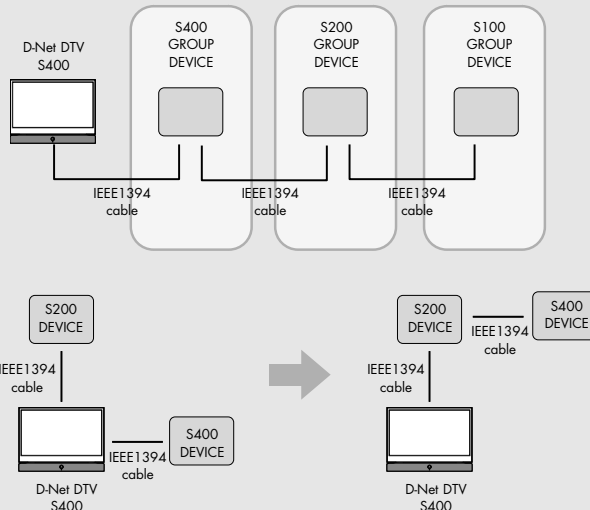 D-Net DTV
S400
S400
GROUP
DEVICE
S200
GROUP
DEVICE
S100
GROUP
DEVICE
IEEE1394
cable
IEEE1394
cable
IEEE1394
cable
S200
DEVICE
IEEE1394
cable
S400
DEVICE
IEEE1394
cable
D-Net DTV
S400
S200
DEVICE
S400
DEVICE
IEEE1394
cable
IEEE1394
cable
D-Net DTV
S400